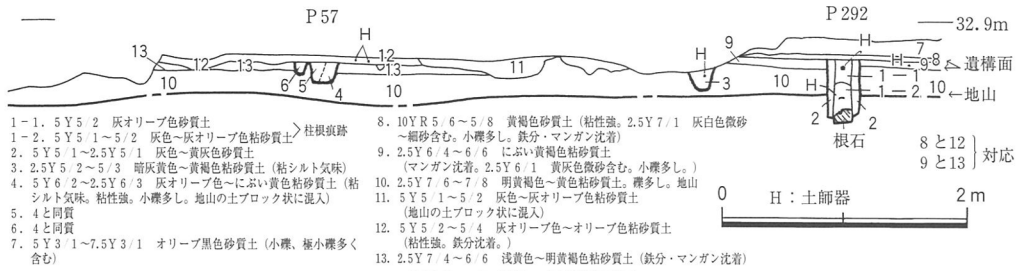 P57
P292
32.9m
H
H
H
H
H
13
12
13
12
13
11
9
7
8
9
遺構面
10
6
5
4
10
3
10
1－1
1－2
10
←地山
2
2
根石
8と12
9と13
対応
0
2m
H：土師器
1－1. 5Y5/2 灰オリーブ色砂質土
1－2. 5Y5/1～5/2 灰色～灰オリーブ色粘砂質土
柱根痕跡
2. 5Y5/1～2.5Y5/1 灰色～黄灰色砂質土
3. 2.5Y5/2～5/3 暗灰黄色～黄褐色粘砂質土（粘シルト気味）
4. 5Y6/2～2.5Y6/3 灰オリーブ色～にぶい黄色粘砂質土（粘
シルト気味。粘性強。小礫多し。地山の土ブロック状に混入）
5. 4と同質
6. 4と同質
7. 5Y3/1～7.5Y3/1 オリーブ黒色砂質土（小礫、極小礫多く
含む）
8. 10YR5/6～5/8 黄褐色砂質土（粘性強。2.5Y7/1 灰白色微砂
～細砂含む。小礫多し。鉄分・マンガン沈着）
9. 2.5Y6/4～6/6 にぶい黄褐色粘砂質土
（マンガン沈着。2.5Y6/1 黄灰色微砂含む。小礫多し。）
10. 2.5Y7/6～7/8 明黄褐色～黄色粘砂質土。礫多し。地山
11. 5Y5/1～5/2 灰色～灰オリーブ色粘砂質土
（地山の土ブロック状に混入）
12. 5Y5/2～5/4 灰オリーブ色～オリーブ色粘砂質土
（粘性強。鉄分沈着。）
13. 2.5Y7/4～6/6 浅黄色～明黄褐色粘砂質土（鉄分・マンガン沈着）